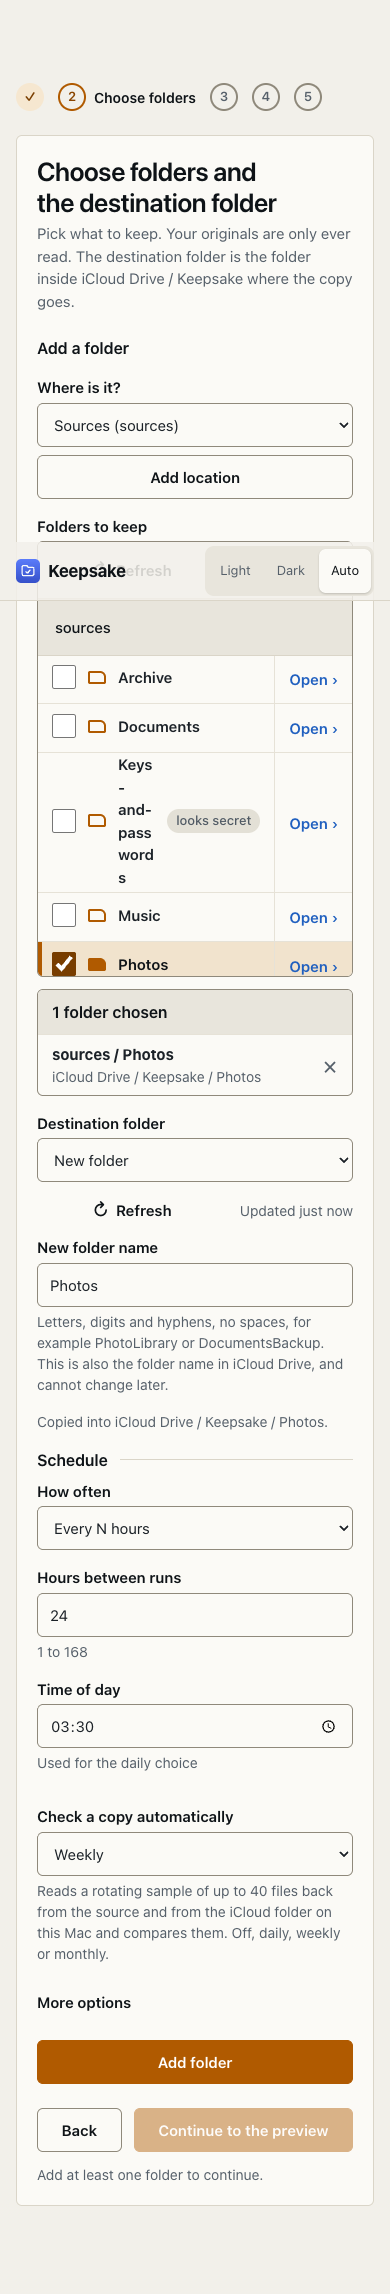 2 Choose folders 3 4 5
Choose folders and
the destination folder
Pick what to keep. Your originals are only ever
read. The destination folder is the folder
inside iCloud Drive / Keepsake where the copy
goes.
Add a folder
Where is it?
Sources (sources)
Add location
Folders to keep
Keepsake
Refresh
Light Dark Auto
sources
Archive Open ›
Documents Open ›
Keys
-
and-
pass
word
s
looks secret Open ›
Music Open ›
Photos Open ›
1 folder chosen
sources / Photos
iCloud Drive / Keepsake / Photos
Destination folder
New folder
Refresh Updated just now
New folder name
Photos
Letters, digits and hyphens, no spaces, for
example PhotoLibrary or DocumentsBackup.
This is also the folder name in iCloud Drive, and
cannot change later.
Copied into iCloud Drive / Keepsake / Photos.
Schedule
How often
Every N hours
Hours between runs
24
1 to 168
Time of day
03:30
Used for the daily choice
Check a copy automatically
Weekly
Reads a rotating sample of up to 40 files back
from the source and from the iCloud folder on
this Mac and compares them. Off, daily, weekly
or monthly.
More options
Add folder
Back Continue to the preview
Add at least one folder to continue.